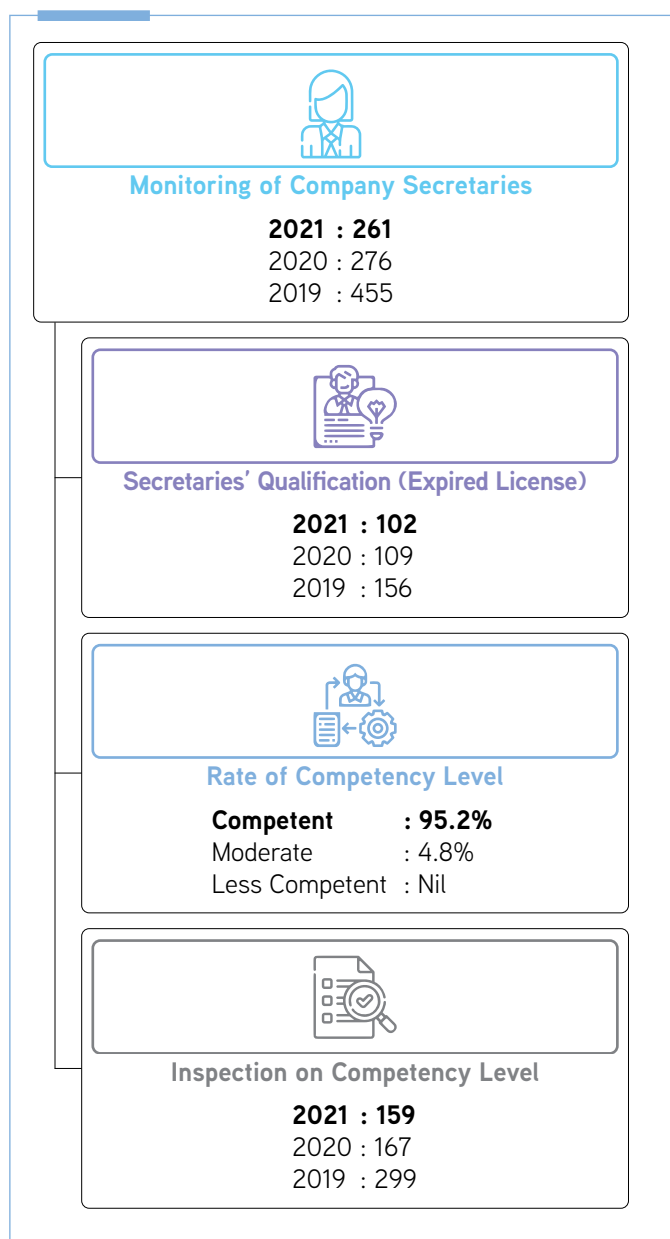 Monitoring of Company Secretaries
2021 : 261
2020 : 276
2019 : 455
Secretaries’ Qualification (Expired License)
2021 : 102
2020 : 109
2019 : 156
Rate of Competency Level
Competent : 95.2%
Moderate : 4.8%
Less Competent : Nil
Inspection on Competency Level
2021 : 159
2020 : 167
2019 : 299